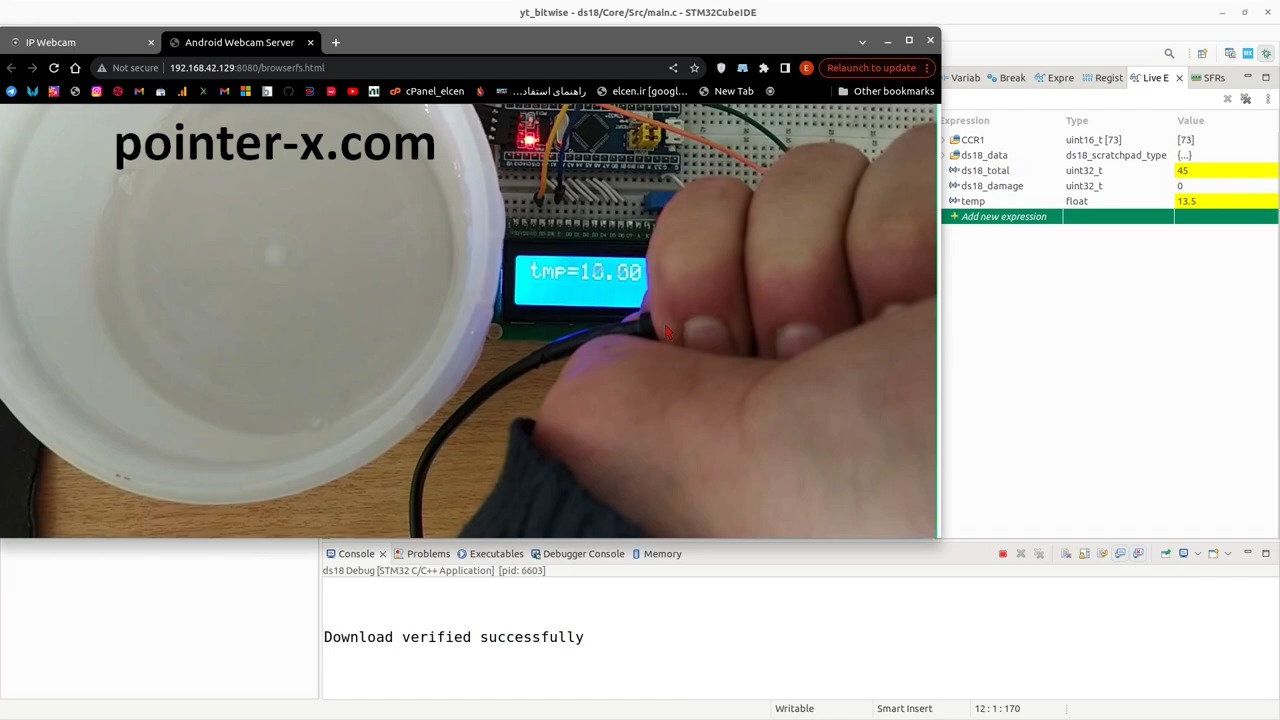 yt_bitwise - ds18/Core/Src/main.c - STM32CubeIDE
IP Webcam
Android Webcam Server
Not secure
192.168.42.129:8080/browserfs.html
E
Relaunch to update
cPanel_elcen
راهنمای استفاد...
elcen.ir [googl...
New Tab
Other bookmarks
pointer-x.com
tmp=10.00
Variab
Break
Expre
Regist
Live E
SFRs
Expression Type Value
CCR1 uint16_t [73] [73]
ds18_data ds18_scratchpad_type {...}
ds18_total uint32_t 45
ds18_damage uint32_t 0
temp float 13.5
Add new expression
Console
Problems
Executables
Debugger Console
Memory
ds18 Debug [STM32 C/C++ Application] [pid: 6603]
Download verified successfully
Writable
Smart Insert
12 : 1 : 170